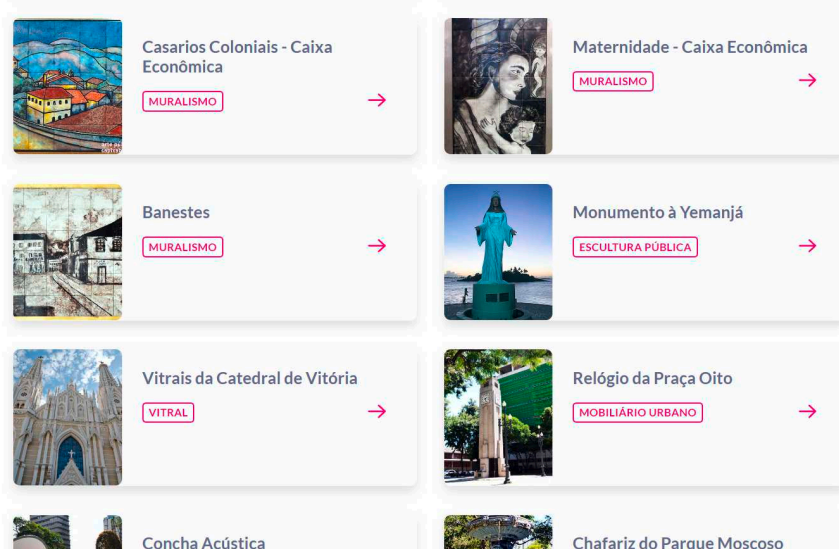 Casarios Coloniais - Caixa
Econômica
MURALISMO
Maternidade - Caixa Econômica
MURALISMO
Banestes
MURALISMO
Monumento à Yemanjá
ESCULTURA PÚBLICA
Vitrais da Catedral de Vitória
VITRAL
Relógio da Praça Oito
MOBILIÁRIO URBANO
Concha Acústica
Chafariz do Parque Moscoso